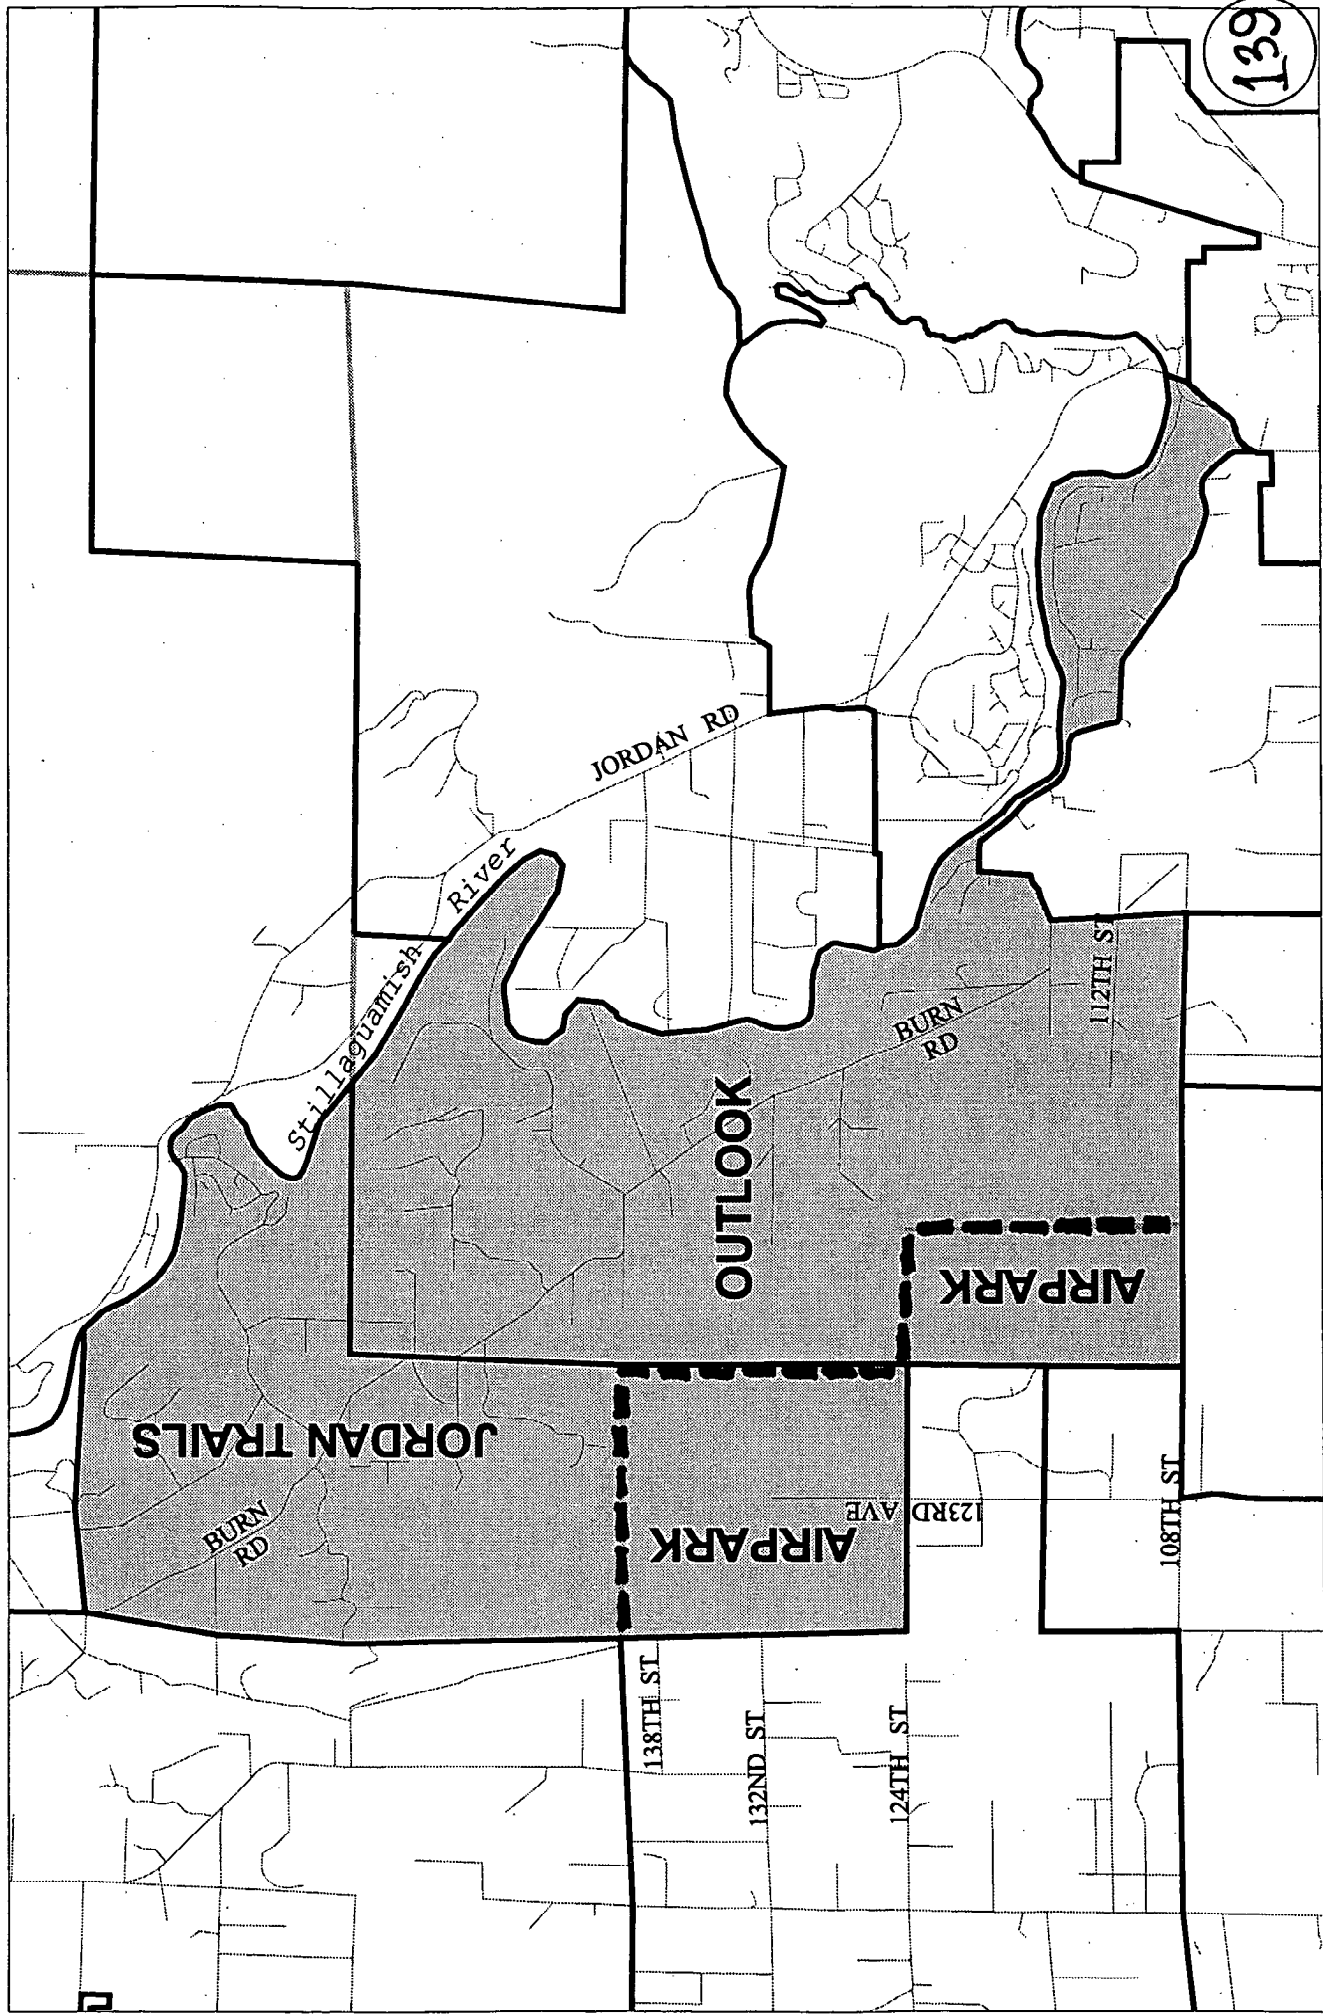 139
JORDAN RD
Stillaguamish River
BURN
RD
112TH ST
OUTLOOK
AIRPARK
JORDAN TRAILS
BURN
RD
AIRPARK
123RD AVE
108TH ST
138TH ST
132ND ST
124TH ST